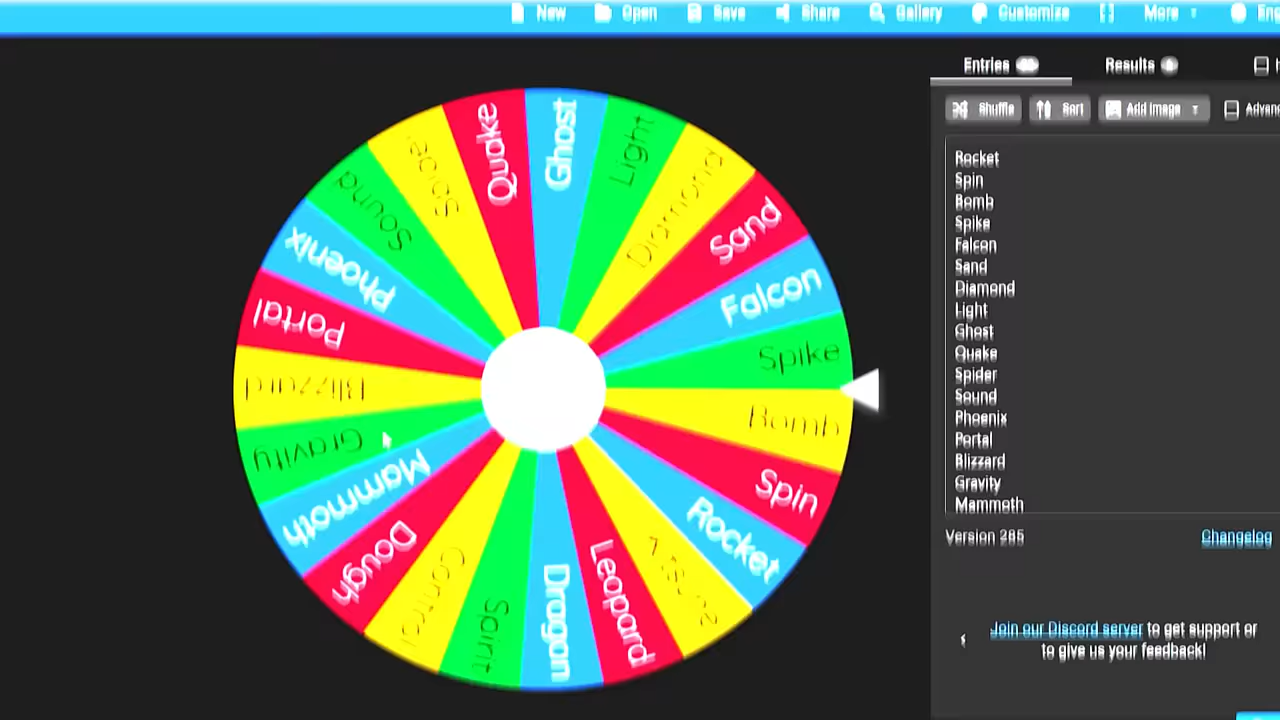 New Open Save Share Gallery Customize More
Entries Results
Shuffle Sort Add image
Rocket
Spin
Bomb
Spike
Falcon
Sand
Diamond
Light
Ghost
Quake
Spider
Sound
Phoenix
Portal
Blizzard
Gravity
Mammoth
Version 285 Changelog
Join our Discord server to get support or
to give us your feedback!
Ghost
Light
Diamond
Sand
Falcon
Spike
Bomb
Spin
Rocket
Leopard
Dragon
Spirit
Control
Dough
Mammoth
Gravity
Blizzard
Portal
Phoenix
Sound
Spider
Quake